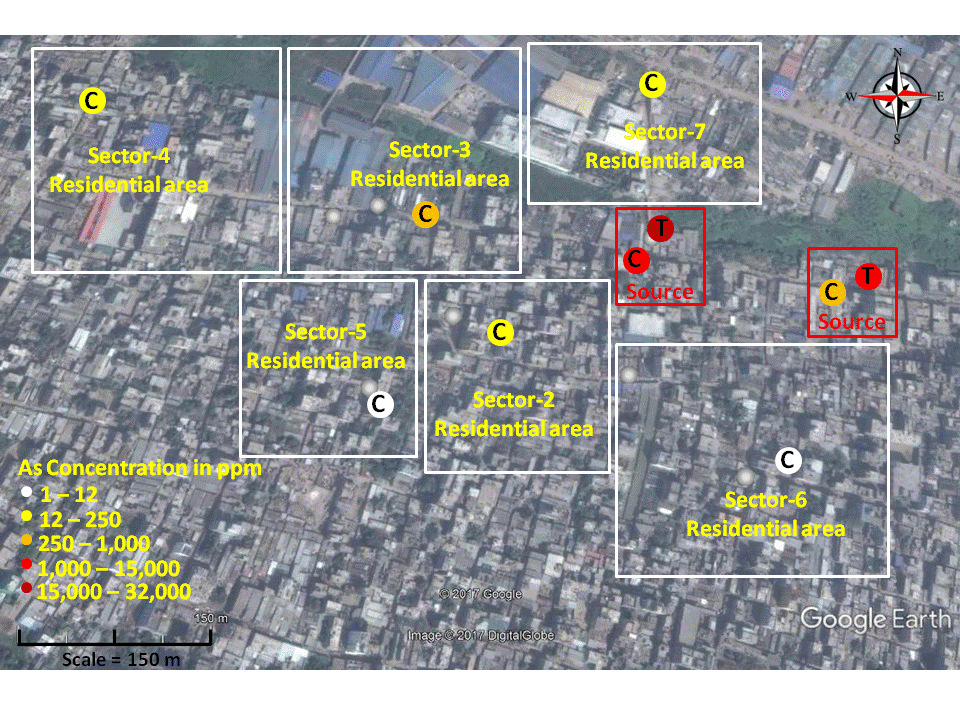 N
W E
S
C
Sector-4
Residential area
Sector-3
Residential area
C
C
Sector-7
Residential area
T
C
Source
T
C
Source
Sector-5
Residential area
C
C
Sector-2
Residential area
C
Sector-6
Residential area
As Concentration in ppm
1 – 12
12 – 250
250 – 1,000
1,000 – 15,000
15,000 – 32,000
150 m
Scale = 150 m
© 2017 Google
Image © 2017 DigitalGlobe
Google Earth